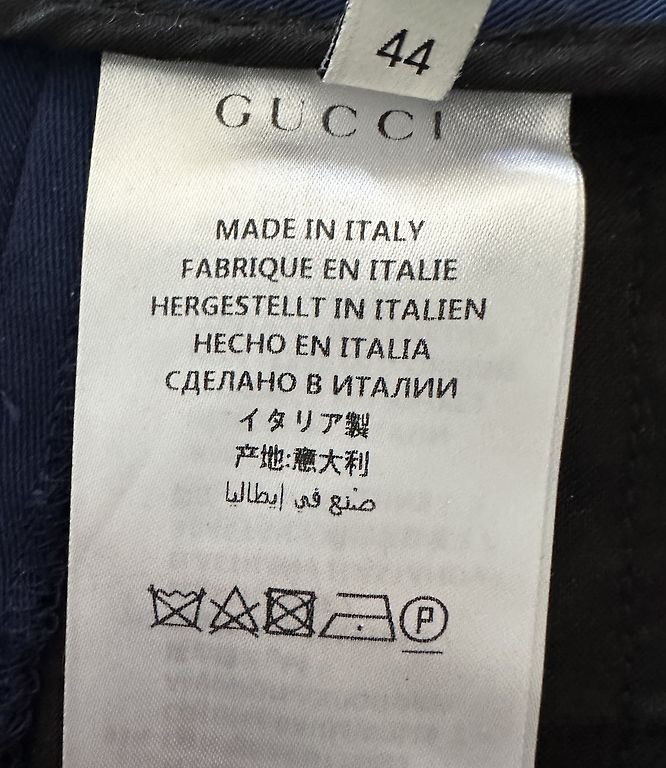 44
GUCCI
MADE IN ITALY
FABRIQUE EN ITALIE
HERGESTELLT IN ITALIEN
HECHO EN ITALIA
СДЕЛАНО В ИТАЛИИ
イタリア製
产地:意大利
صنع في إيطاليا
P